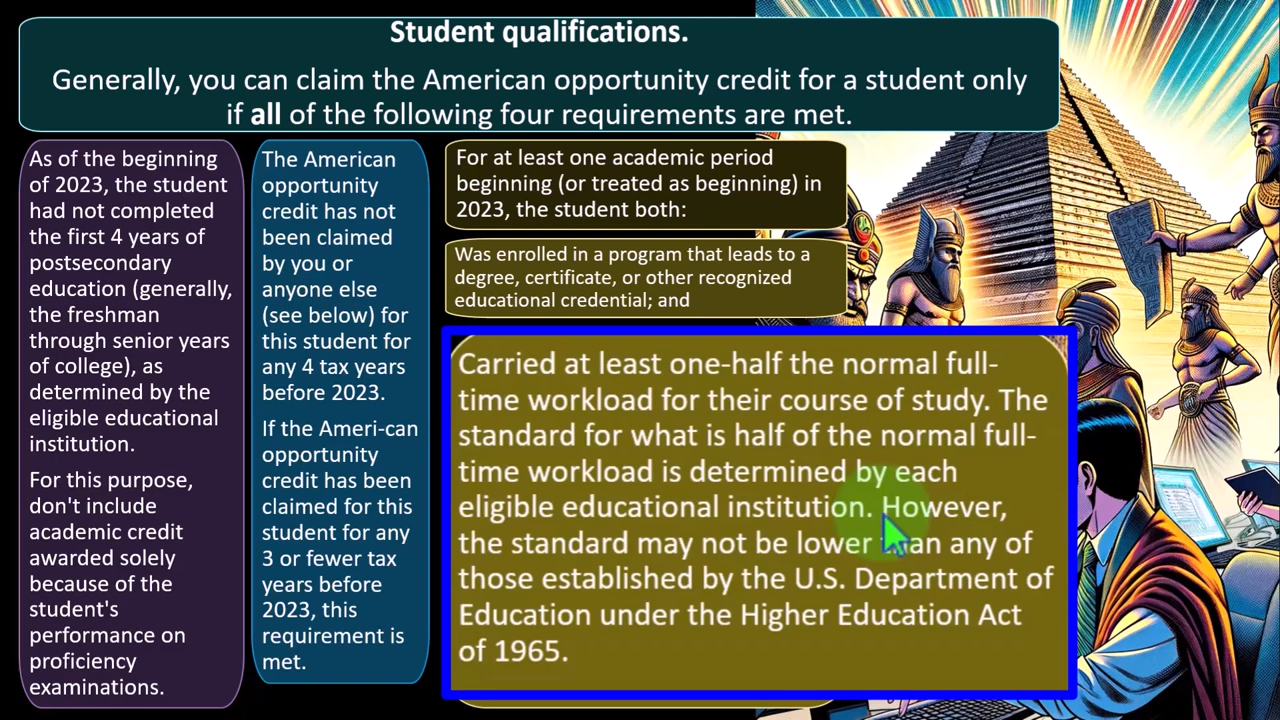 Student qualifications.
Generally, you can claim the American opportunity credit for a student only
if all of the following four requirements are met.
As of the beginning
of 2023, the student
had not completed
the first 4 years of
postsecondary
education (generally,
the freshman
through senior years
of college), as
determined by the
eligible educational
institution.
For this purpose,
don't include
academic credit
awarded solely
because of the
student's
performance on
proficiency
examinations.
The American
opportunity
credit has not
been claimed
by you or
anyone else
(see below) for
this student for
any 4 tax years
before 2023.
If the Ameri-can
opportunity
credit has been
claimed for this
student for any
3 or fewer tax
years before
2023, this
requirement is
met.
For at least one academic period
beginning (or treated as beginning) in
2023, the student both:
Was enrolled in a program that leads to a
degree, certificate, or other recognized
educational credential; and
Carried at least one-half the normal full-
time workload for their course of study. The
standard for what is half of the normal full-
time workload is determined by each
eligible educational institution. However,
the standard may not be lower than any of
those established by the U.S. Department of
Education under the Higher Education Act
of 1965.